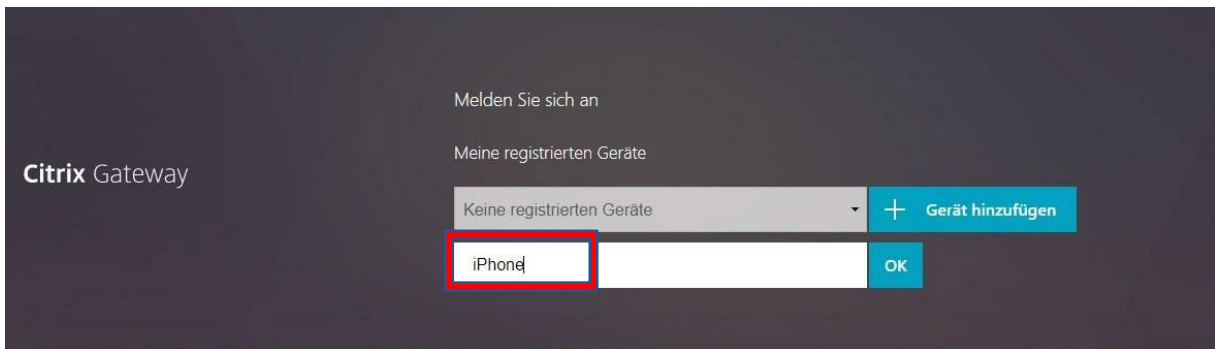 Melden Sie sich an
Meine registrierten Geräte
Citrix Gateway
Keine registrierten Geräte
+ Gerät hinzufügen
iPhone
OK